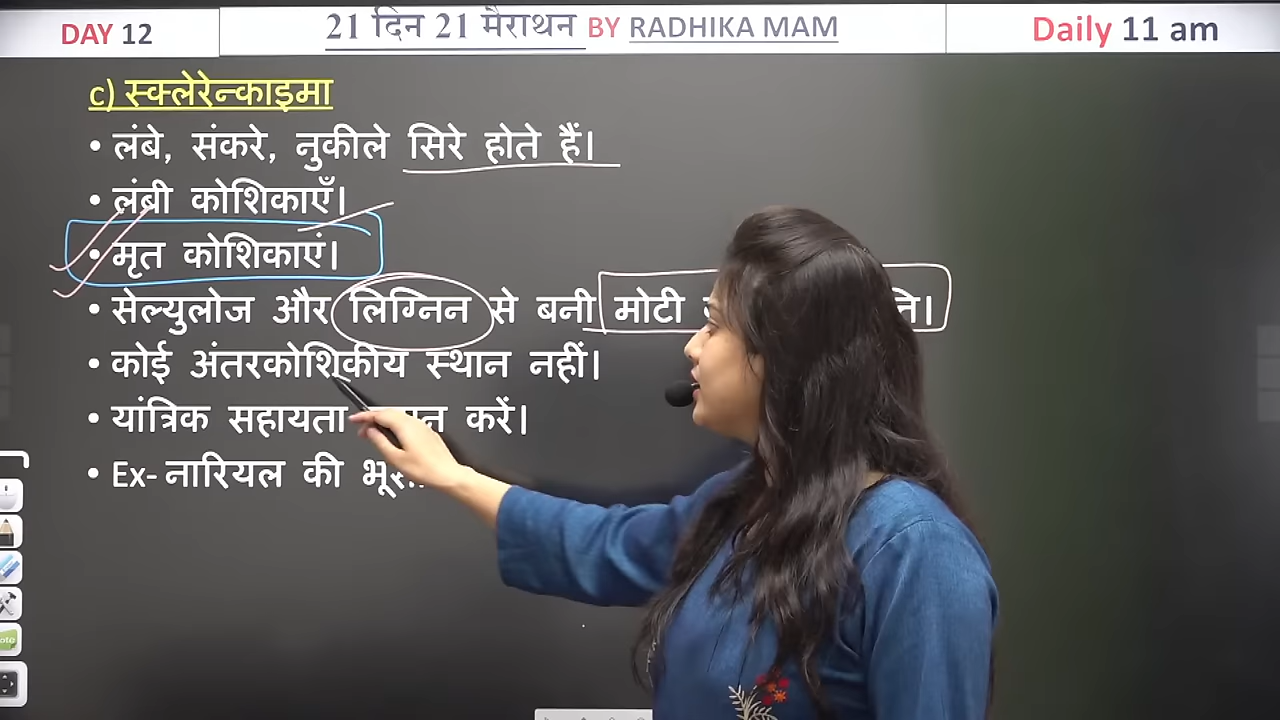 DAY 12
21 दिन 21 मैराथन BY RADHIKA MAM
Daily 11 am
c) स्क्लेरेन्काइमा
• लंबे, संकरे, नुकीले सिरे होते हैं।
• लंबी कोशिकाएँ।
• मृत कोशिकाएं।
• सेल्युलोज और लिग्निन से बनी मोटी
• कोई अंतरकोशिकीय स्थान नहीं।
• यांत्रिक सहायता करें।
• Ex- नारियल की